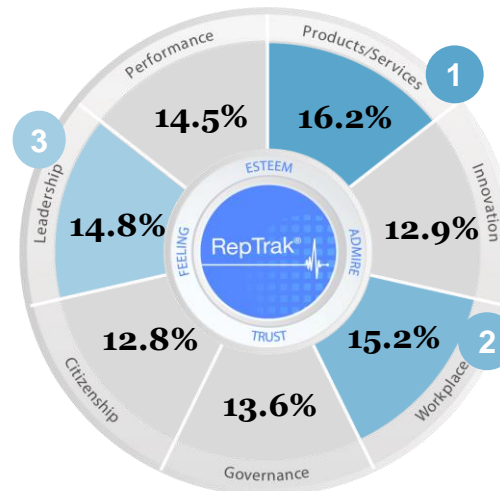 Performance
14.5%
Products/Services
16.2%
1
Innovation
12.9%
Workplace
15.2%
2
Governance
13.6%
Citizenship
12.8%
Leadership
14.8%
3
ESTEEM
ADMIRE
TRUST
FEELING
RepTrak®